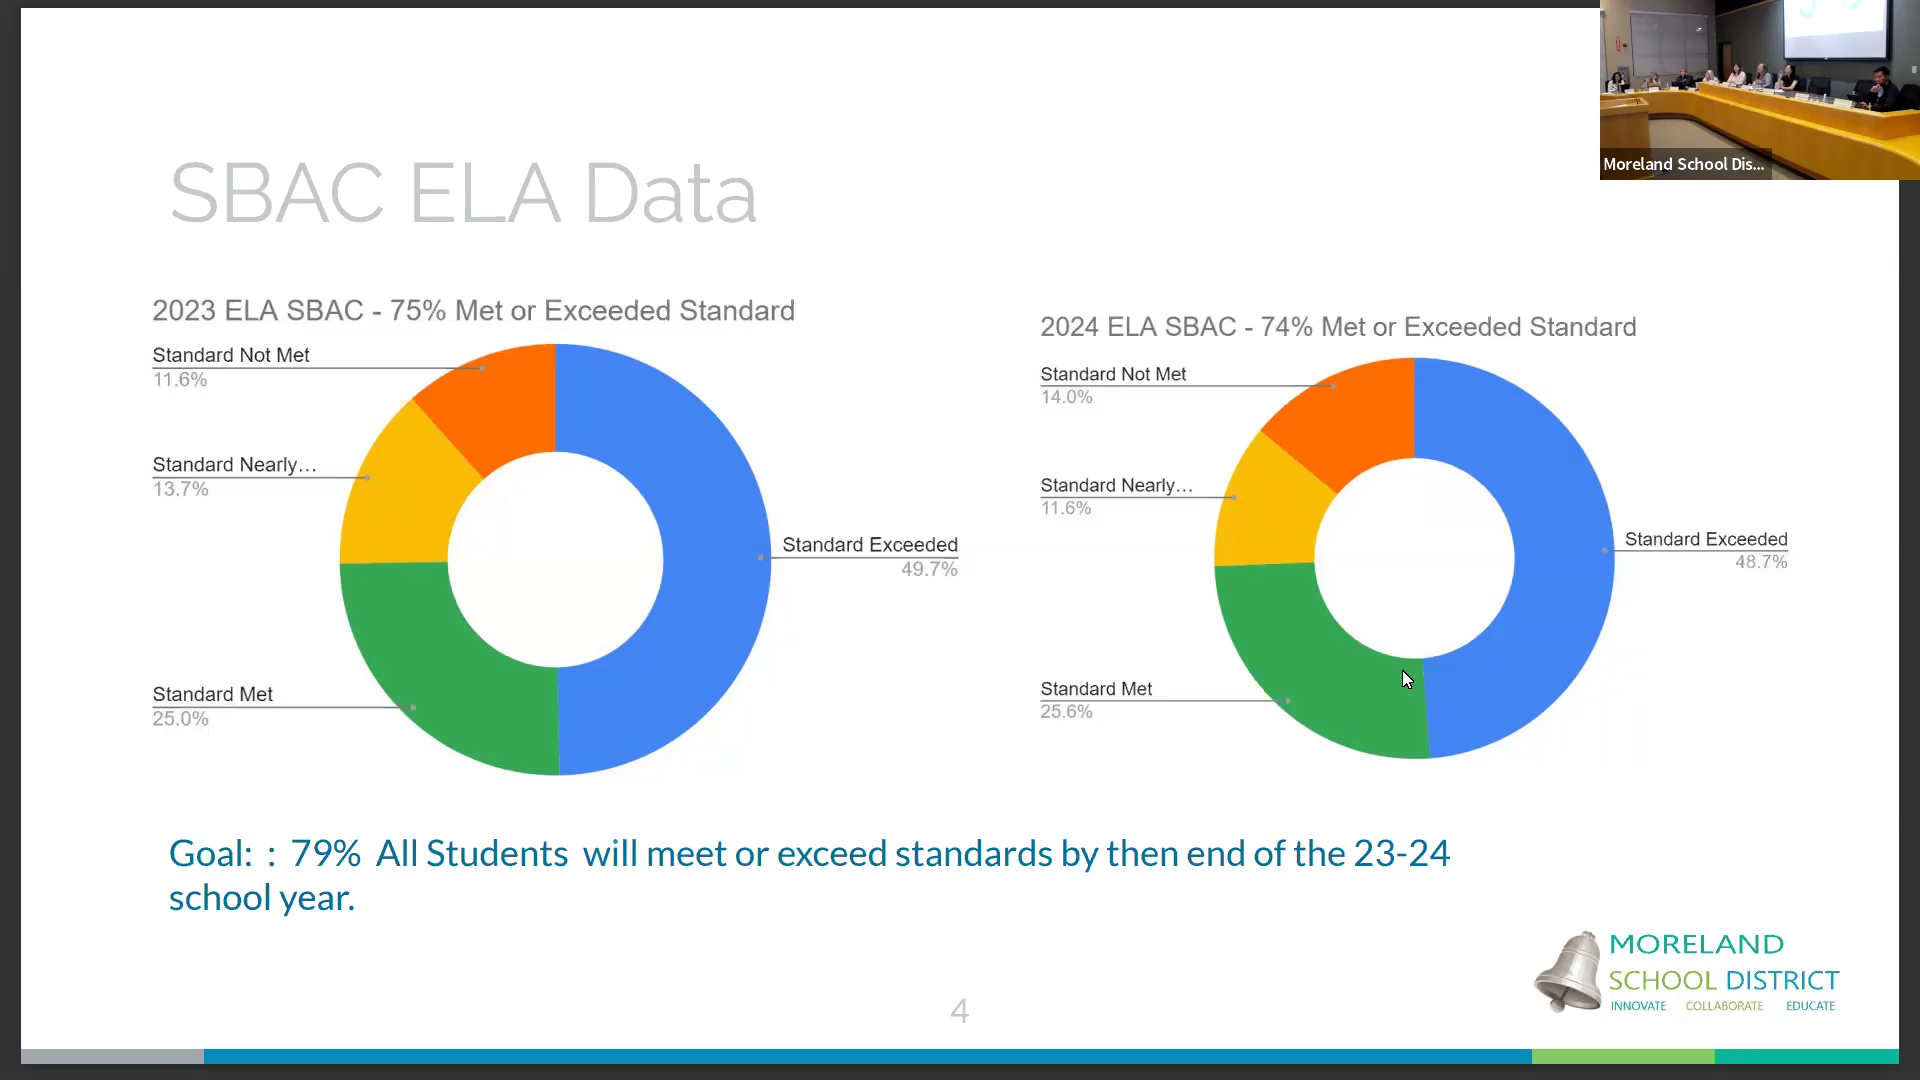 Moreland School Dis...
SBAC ELA Data
2023 ELA SBAC - 75% Met or Exceeded Standard
Standard Not Met
11.6%
Standard Nearly...
13.7%
Standard Exceeded
49.7%
Standard Met
25.0%
2024 ELA SBAC - 74% Met or Exceeded Standard
Standard Not Met
14.0%
Standard Nearly...
11.6%
Standard Exceeded
48.7%
Standard Met
25.6%
Goal: : 79% All Students will meet or exceed standards by then end of the 23-24
school year.
MORELAND
SCHOOL DISTRICT
INNOVATE COLLABORATE EDUCATE
4